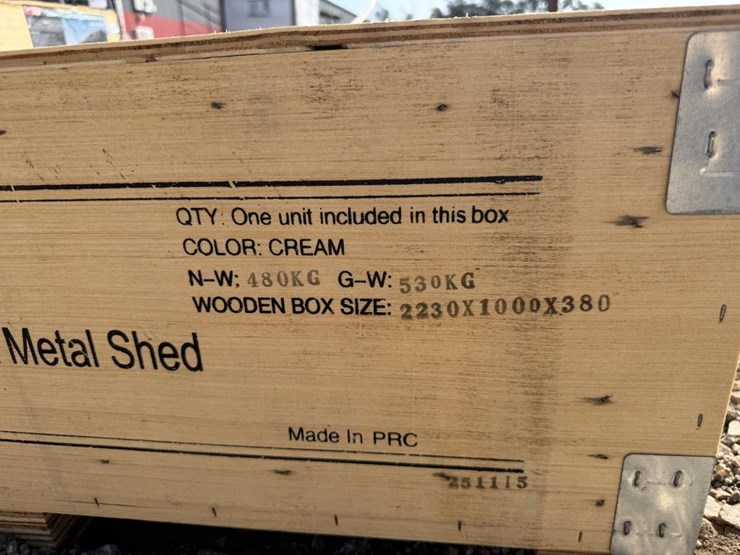 QTY: One unit included in this box
COLOR: CREAM
N-W: 480KG G-W: 530KG
WOODEN BOX SIZE: 2230X1000X380
Metal Shed
Made In PRC
251115